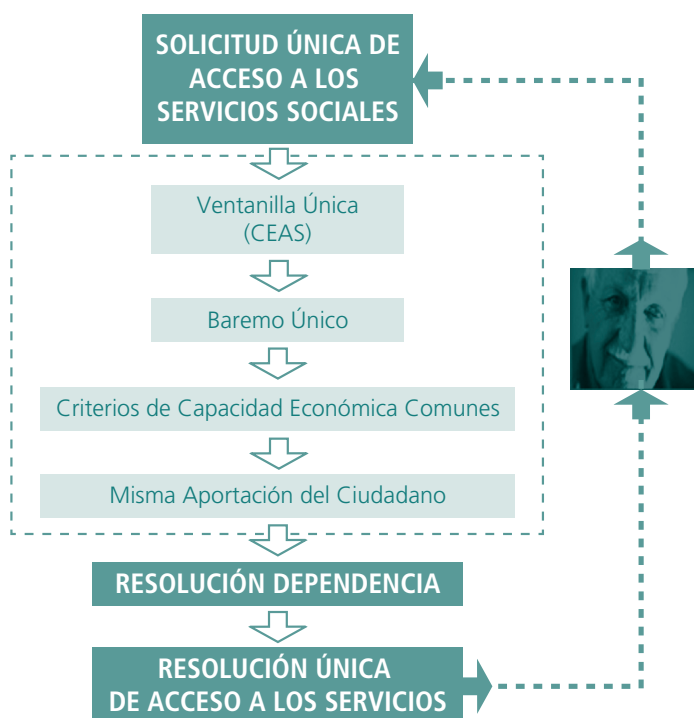 SOLICITUD ÚNICA DE
ACCESO A LOS
SERVICIOS SOCIALES
Ventanilla Única
(CEAS)
Baremo Único
Criterios de Capacidad Económica Comunes
Misma Aportación del Ciudadano
RESOLUCIÓN DEPENDENCIA
RESOLUCIÓN ÚNICA
DE ACCESO A LOS SERVICIOS